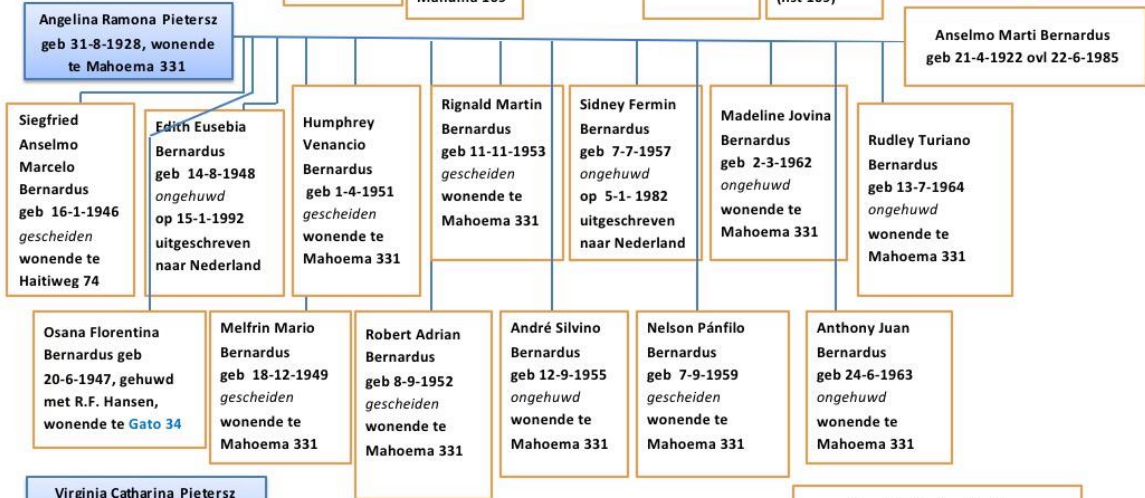 Mahuma 169
(nst 169)
Angelina Ramona Pietersz
geb 31-8-1928, wonende
te Mahoema 331
Anselmo Marti Bernardus
geb 21-4-1922 ovl 22-6-1985
Siegfried
Anselmo
Marcelo
Bernardus
geb 16-1-1946
gescheiden
wonende te
Haitiweg 74
Edith Eusebia
Bernardus
geb 14-8-1948
ongehuwd
op 15-1-1992
uitgeschreven
naar Nederland
Humphrey
Venancio
Bernardus
geb 1-4-1951
gescheiden
wonende te
Mahoema 331
Rignald Martin
Bernardus
geb 11-11-1953
gescheiden
wonende te
Mahoema 331
Sidney Fermin
Bernardus
geb 7-7-1957
ongehuwd
op 5-1- 1982
uitgeschreven
naar Nederland
Madeline Jovina
Bernardus
geb 2-3-1962
ongehuwd
wonende te
Mahoema 331
Rudley Turiano
Bernardus
geb 13-7-1964
ongehuwd
wonende te
Mahoema 331
Osana Florentina
Bernardus geb
20-6-1947, gehuwd
met R.F. Hansen,
wonende te Gato 34
Melfrin Mario
Bernardus
geb 18-12-1949
gescheiden
wonende te
Mahoema 331
Robert Adrian
Bernardus
geb 8-9-1952
gescheiden
wonende te
Mahoema 331
André Silvino
Bernardus
geb 12-9-1955
ongehuwd
wonende te
Mahoema 331
Nelson Pánfilo
Bernardus
geb 7-9-1959
gescheiden
wonende te
Mahoema 331
Anthony Juan
Bernardus
geb 24-6-1963
ongehuwd
wonende te
Mahoema 331
Virginia Catharina Pietersz